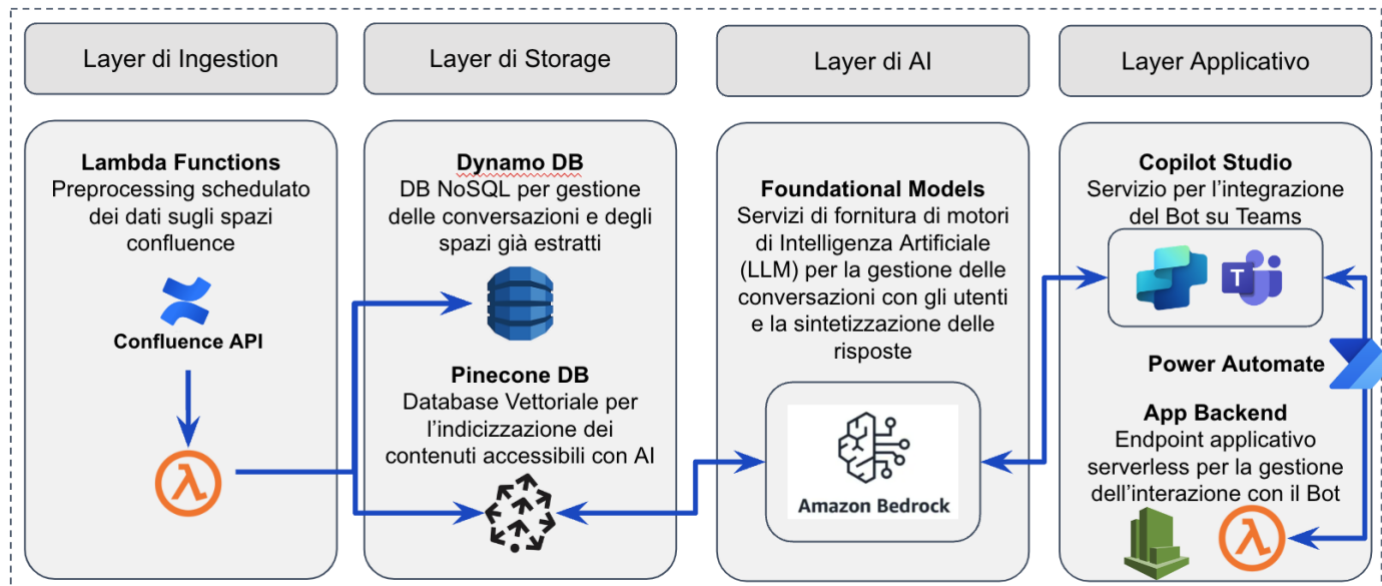 Layer di Ingestion
Layer di Storage
Layer di AI
Layer Applicativo
Lambda Functions
Preprocessing schedulato
dei dati sugli spazi
confluence
Confluence API
Dynamo DB
DB NoSQL per gestione
delle conversazioni e degli
spazi già estratti
Pinecone DB
Database Vettoriale per
l'indicizzazione dei
contenuti accessibili con AI
Foundational Models
Servizi di fornitura di motori
di Intelligenza Artificiale
(LLM) per la gestione delle
conversazioni con gli utenti
e la sintetizzazione delle
risposte
Amazon Bedrock
Copilot Studio
Servizio per l'integrazione
del Bot su Teams
T
Power Automate
App Backend
Endpoint applicativo
serverless per la gestione
dell'interazione con il Bot